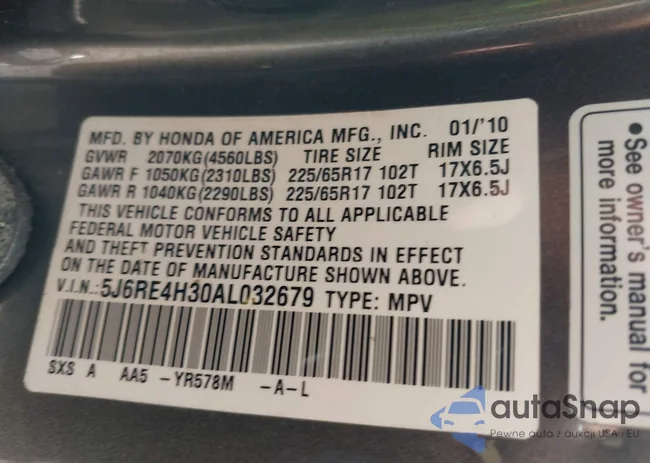 MFD. BY HONDA OF AMERICA MFG., INC. 01/'10
GVWR 2070KG(4560LBS) TIRE SIZE RIM SIZE
GAWR F 1050KG(2310LBS) 225/65R17 102T 17X6.5J
GAWR R 1040KG(2290LBS) 225/65R17 102T 17X6.5J
THIS VEHICLE CONFORMS TO ALL APPLICABLE
FEDERAL MOTOR VEHICLE SAFETY
AND THEFT PREVENTION STANDARDS IN EFFECT
ON THE DATE OF MANUFACTURE SHOWN ABOVE.
V.I.N.:5J6RE4H30AL032679 TYPE: MPV
SXS A AA5 -YR578M -A-L
•See owner's manual for
more information.
autaSnap
Pewne auta z aukcji USA i EU